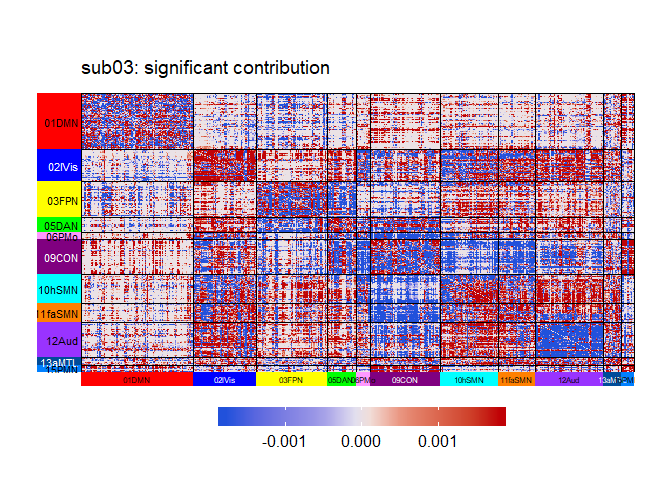 sub03: significant contribution
01DMN
02lVis
03FPN
05DAN
06PMo
09CON
10hSMN
11faSMN
12Aud
13aMTL
01DMN 02lVis 03FPN 05DAN 09CON 10hSMN 11faSMN 12Aud 13aMTL
-0.001 0.000 0.001